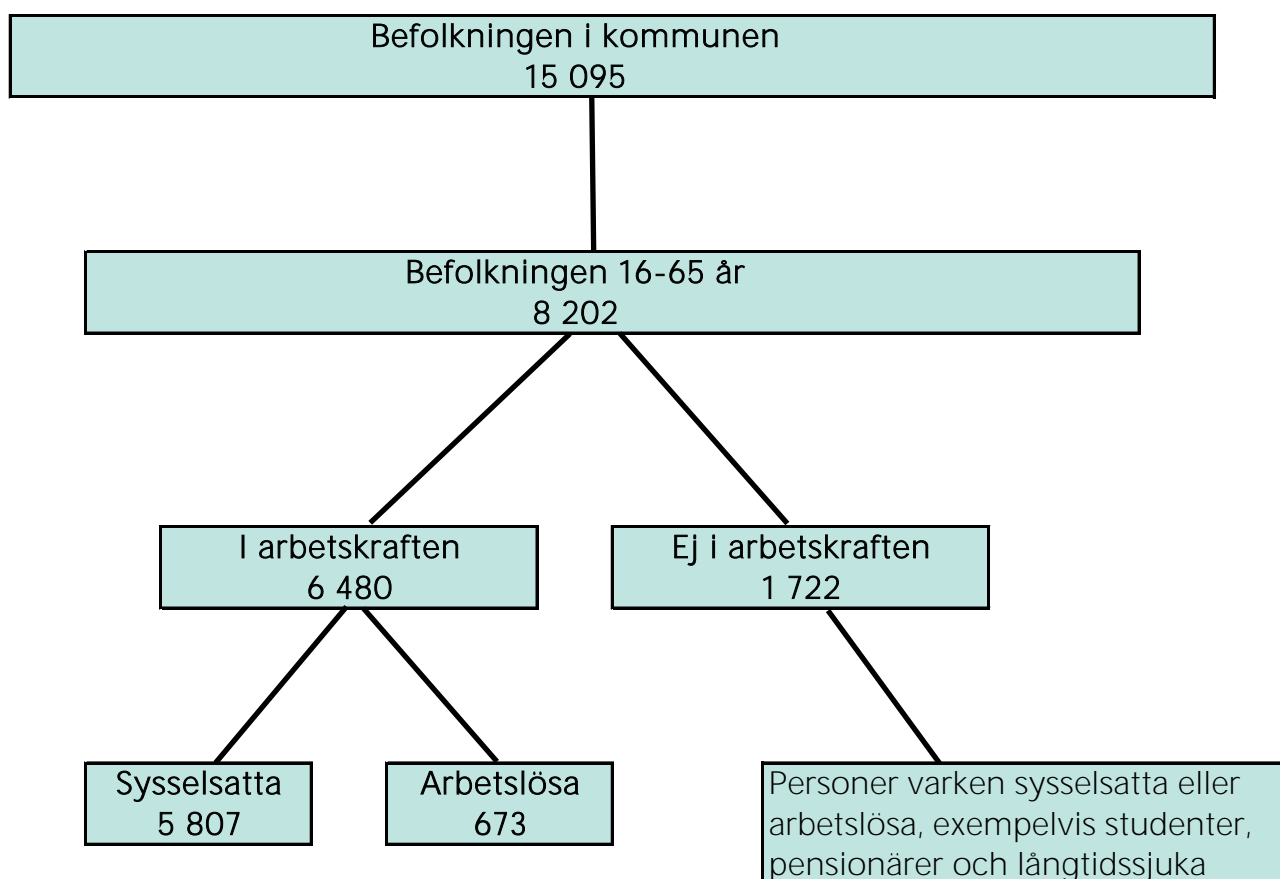 Befolkningen i kommunen
15 095
Befolkningen 16-65 år
8 202
I arbetskraften
6 480
Ej i arbetskraften
1 722
Sysselsatta
5 807
Arbetslösa
673
Personer varken sysselsatta eller
arbetslösa, exempelvis studenter,
pensionärer och långtidssjuka